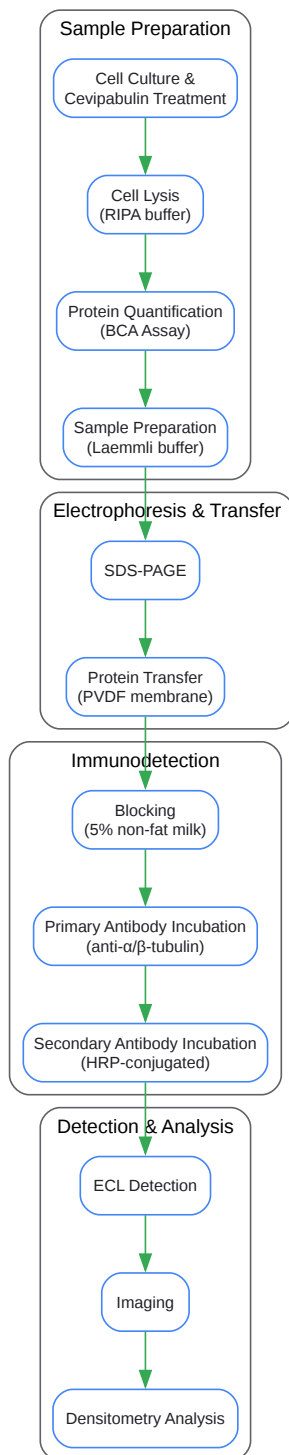 Sample Preparation
Cell Culture &
Cevipabulin Treatment
Cell Lysis
(RIPA buffer)
Protein Quantification
(BCA Assay)
Sample Preparation
(Laemmli buffer)
Electrophoresis & Transfer
SDS-PAGE
Protein Transfer
(PVDF membrane)
Immunodetection
Blocking
(5% non-fat milk)
Primary Antibody Incubation
(anti-α/β-tubulin)
Secondary Antibody Incubation
(HRP-conjugated)
Detection & Analysis
ECL Detection
Imaging
Densitometry Analysis